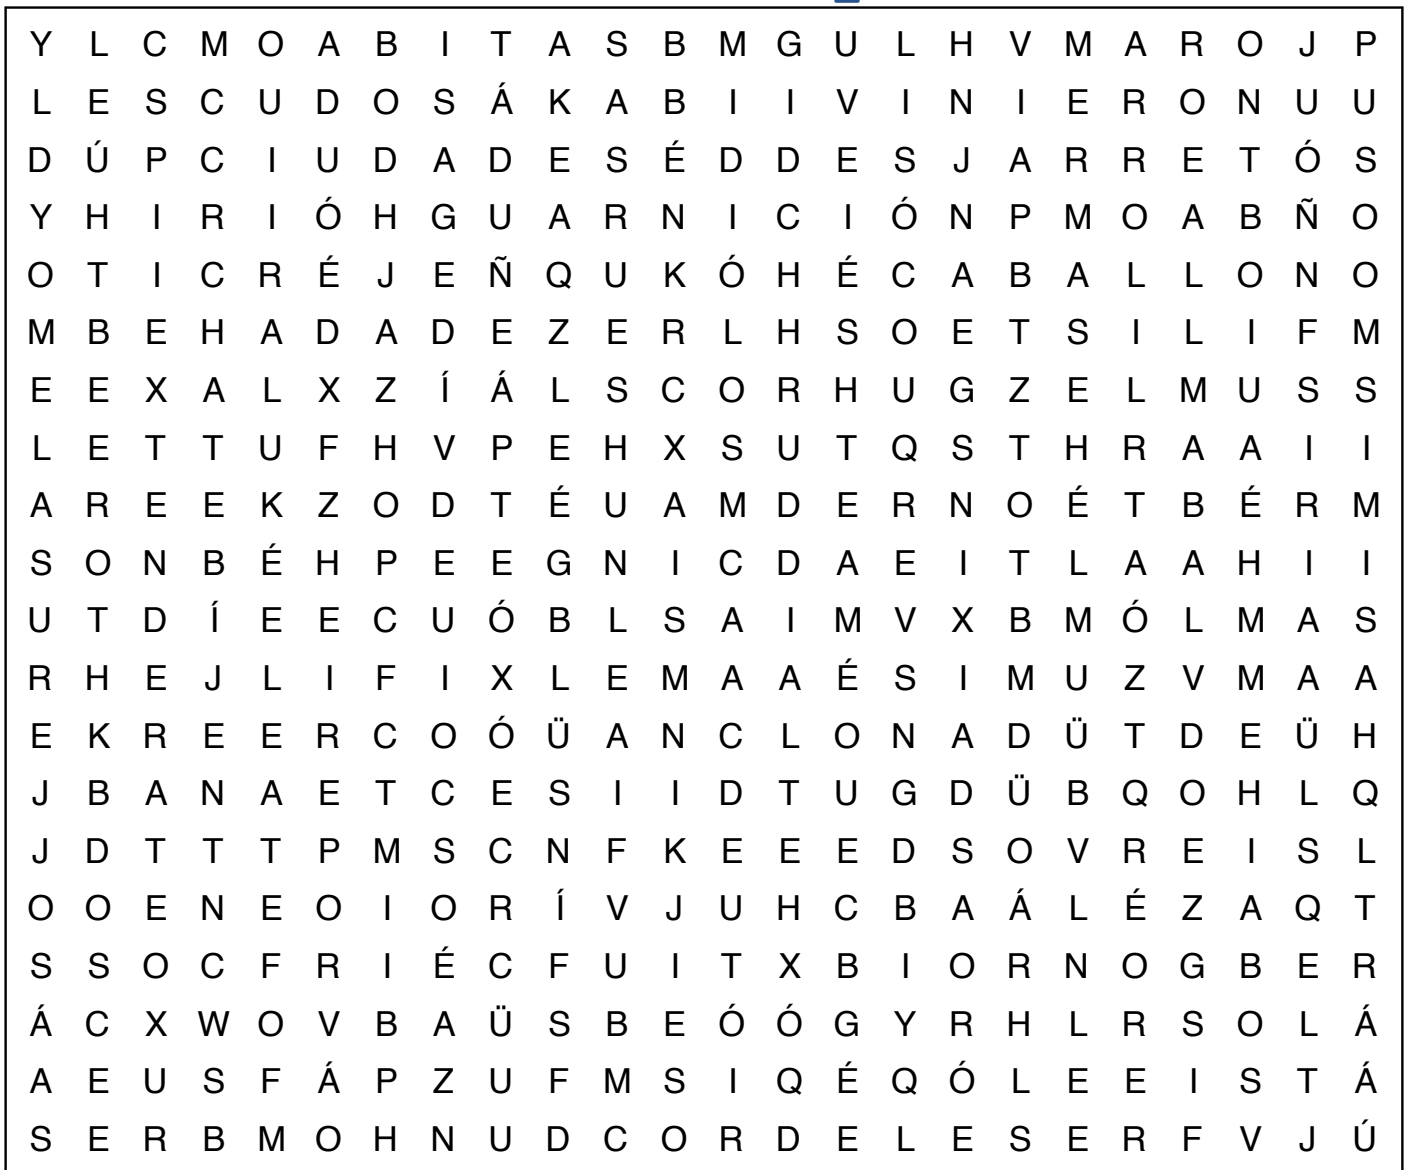 Y L C M O A B I T A S B M G U L H V M A R O J P
L E S C U D O S Á K A B I I V I N I E R O N U U
D Ú P C I U D A D E S É D D E S J A R R E T Ó S
Y H I R I Ó H G U A R N I C I Ó N P M O A B Ñ O
O T I C R É J E Ñ Q U K Ó H É C A B A L L O N O
M B E H A D A D E Z E R L H S O E T S I L I F M
E E X A L X Z Í Á L S C O R H U G Z E L M U S S
L E T T U F H V P E H X S U T Q S T H R A A I I
A R E E K Z O D T É U A M D E R N O É T B É R M
S O N B É H P E E G N I C D A E I T L A A H I I
U T D Í E E C U Ó B L S A I M V X B M Ó L M A S
R H E J L I F I X L E M A A É S I M U Z V M A A
E K R E E R C O Ó Ü A N C L O N A D Ü T D E Ü H
J B A N A E T C E S I I D T U G D Ü B Q O H L Q
J D T T T P M S C N F K E E E D S O V R E I S L
O O E N E O I O R Í V J U H C B A Á L É Z A Q T
S S O C F R I É C F U I T X B I O R N O G B E R
Á C X W O V B A Ü S B E Ó Ó G Y R H L R S O L Á
A E U S F Á P Z U F M S I Q É Q Ó L E E I S T Á
S E R B M O H N U D C O R D E L E S E R F V J Ú